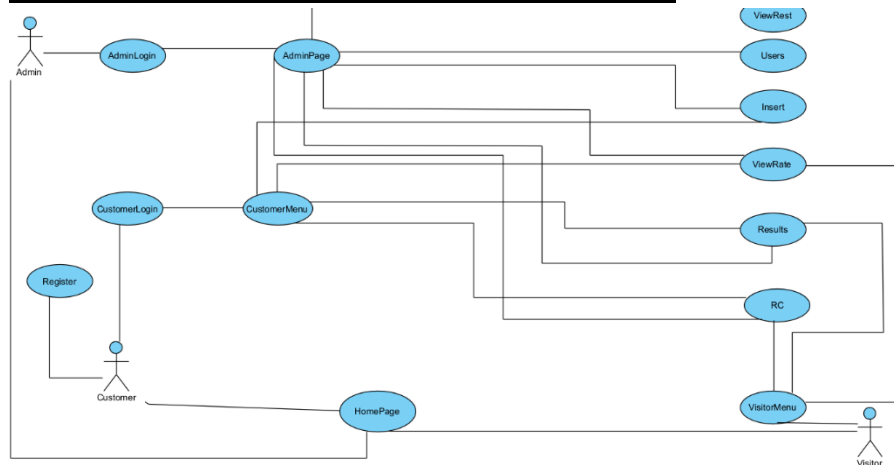 ViewRest
AdminLogin
AdminPage
Users
Admin
Insert
ViewRate
CustomerLogin
CustomerMenu
Results
Register
RC
Customer
HomePage
VisitorMenu
Visitor